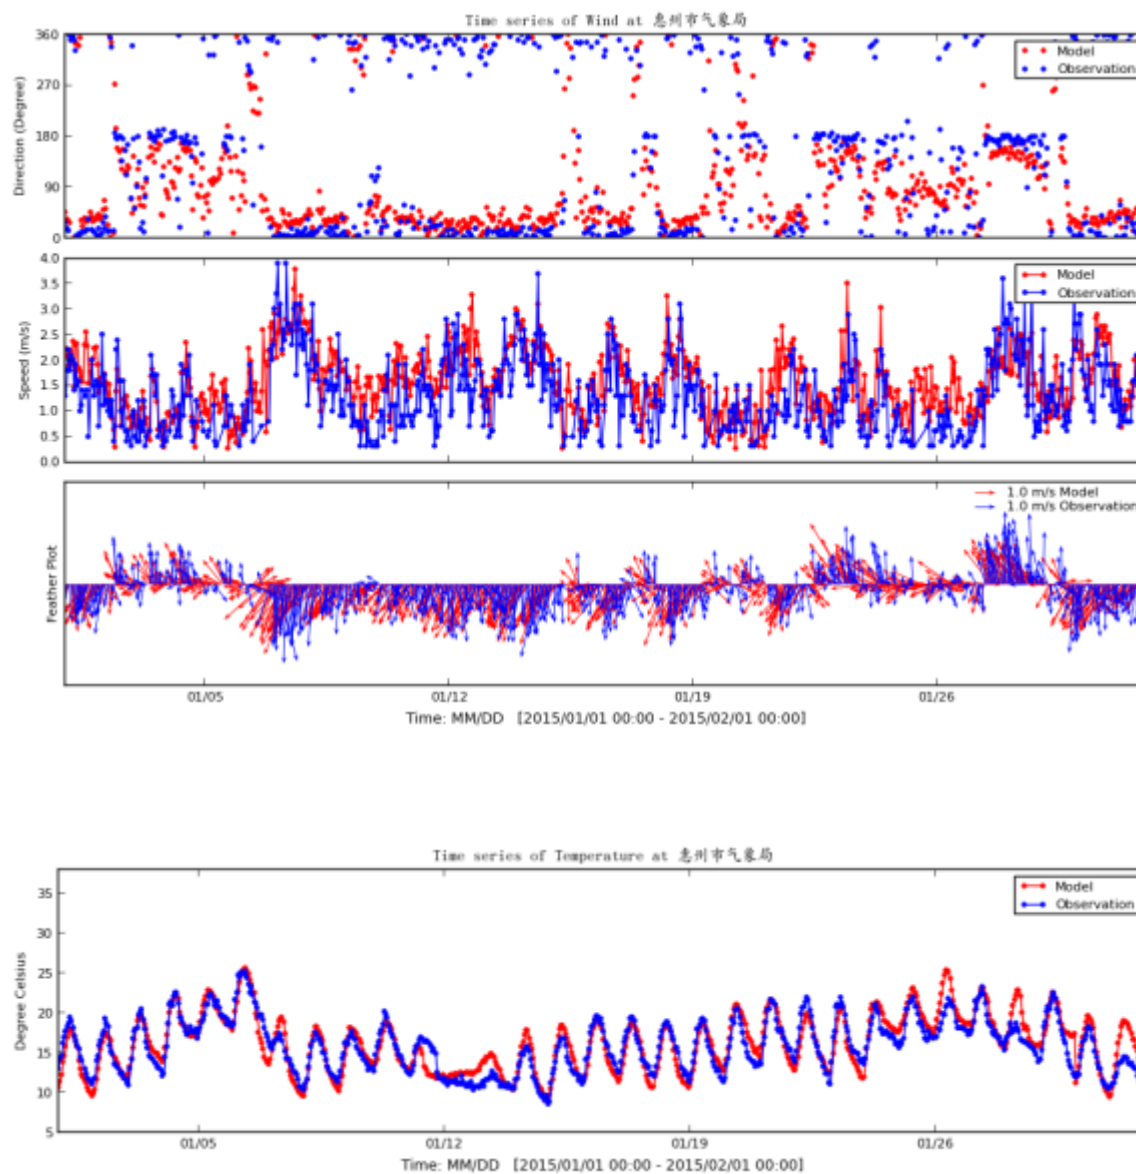 Time series of Wind at 惠州市气象局
360
270
180
90
0
Direction (Degree)
Model
Observation
4.0
3.5
3.0
2.5
2.0
1.5
1.0
0.5
0.0
Speed (m/s)
Model
Observation
Feather Plot
1.0 m/s Model
1.0 m/s Observation
01/05 01/12 01/19 01/26
Time: MM/DD [2015/01/01 00:00 - 2015/02/01 00:00]
Time series of Temperature at 惠州市气象局
35
30
25
20
15
10
5
Degree Celsius
Model
Observation
01/05 01/12 01/19 01/26
Time: MM/DD [2015/01/01 00:00 - 2015/02/01 00:00]